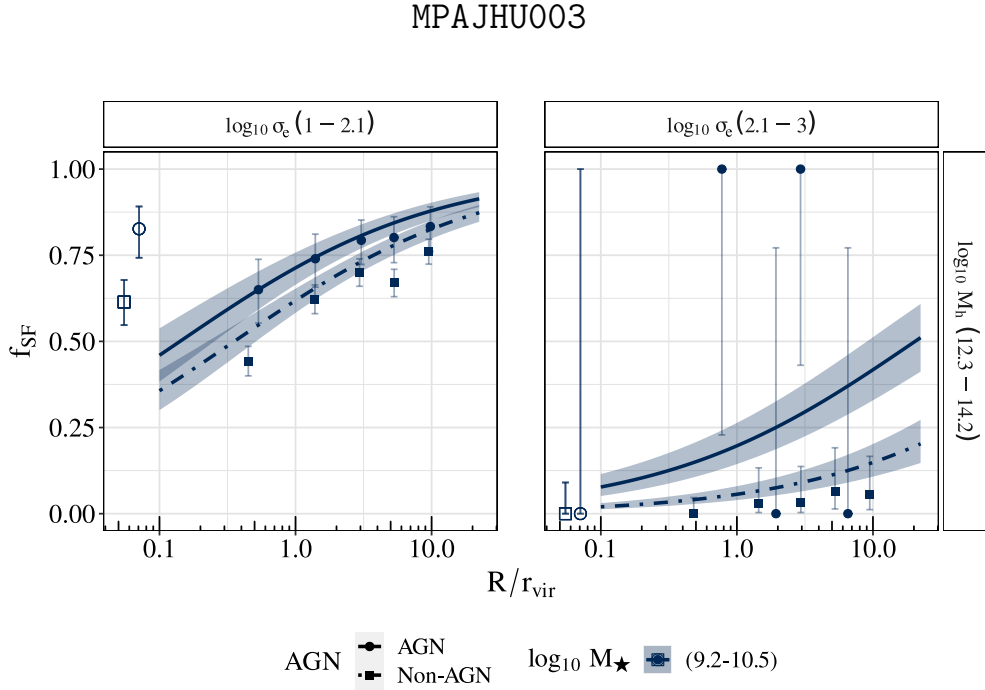 MPAJHU003
log₁₀ σₑ (1 − 2.1)
log₁₀ σₑ (2.1 − 3)
1.00
0.75
0.50
0.25
0.00
f_SF
log₁₀ Mₕ (12.3 − 14.2)
0.1 1.0 10.0
0.1 1.0 10.0
R/r_vir
AGN
AGN
Non-AGN
log₁₀ M★
(9.2-10.5)